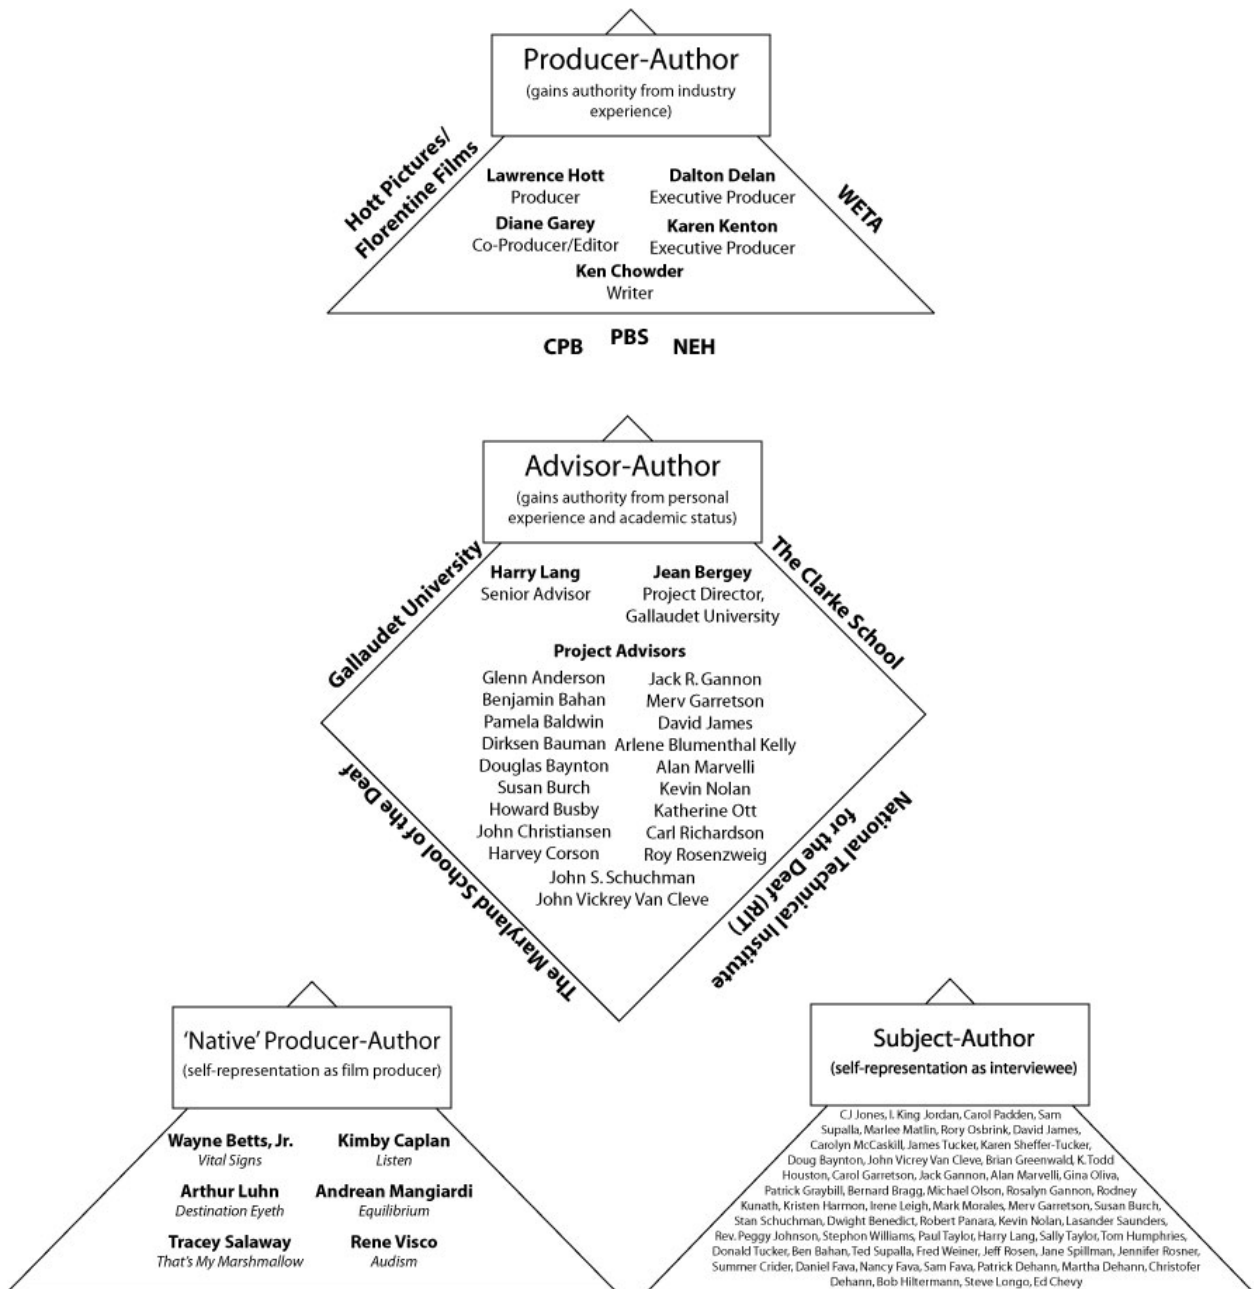 Producer-Author
(gains authority from industry
experience)
Hott Pictures/
Florentine Films
WETA
Lawrence Hott
Producer
Dalton Delan
Executive Producer
Diane Garey
Co-Producer/Editor
Karen Kenton
Executive Producer
Ken Chowder
Writer
CPB
PBS
NEH
Advisor-Author
(gains authority from personal
experience and academic status)
Gallaudet University
The Clarke School
Harry Lang
Senior Advisor
Jean Bergey
Project Director,
Gallaudet University
Project Advisors
Glenn Anderson
Benjamin Bahan
Pamela Baldwin
Dirksen Bauman
Douglas Baynton
Susan Burch
Howard Busby
John Christiansen
Harvey Corson
Jack R. Gannon
Merv Garretson
David James
Arlene Blumenthal Kelly
Alan Marvelli
Kevin Nolan
Katherine Ott
Carl Richardson
Roy Rosenzweig
John S. Schuchman
John Vickrey Van Cleve
The Maryland School of the Deaf
National Technical Institute
for the Deaf (RIT)
'Native' Producer-Author
(self-representation as film producer)
Wayne Betts, Jr.
Vital Signs
Kimby Caplan
Listen
Arthur Luhn
Destination Eyeth
Andrean Mangiardi
Equilibrium
Tracey Salaway
That's My Marshmallow
Rene Visco
Audism
Subject-Author
(self-representation as interviewee)
CJ Jones, I. King Jordan, Carol Padden, Sam
Supalla, Marlee Matlin, Rory Osbrink, David James,
Carolyn McCaskill, James Tucker, Karen Sheffer-Tucker,
Doug Baynton, John Vicrey Van Cleve, Brian Greenwald, K. Todd
Houston, Carol Garretson, Jack Gannon, Alan Marvelli, Gina Oliva,
Patrick Graybill, Bernard Bragg, Michael Olson, Rosalyn Gannon, Rodney
Kunath, Kristen Harmon, Irene Leigh, Mark Morales, Merv Garretson, Susan Burch,
Stan Schuchman, Dwight Benedict, Robert Panara, Kevin Nolan, Lasander Saunders,
Rev. Peggy Johnson, Stephon Williams, Paul Taylor, Harry Lang, Sally Taylor, Tom Humphries,
Donald Tucker, Ben Bahan, Ted Supalla, Fred Weiner, Jeff Rosen, Jane Spillman, Jennifer Rosner,
Summer Crider, Daniel Fava, Nancy Fava, Sam Fava, Patrick Dehann, Martha Dehann, Christofer
Dehann, Bob Hiltermann, Steve Longo, Ed Chevy